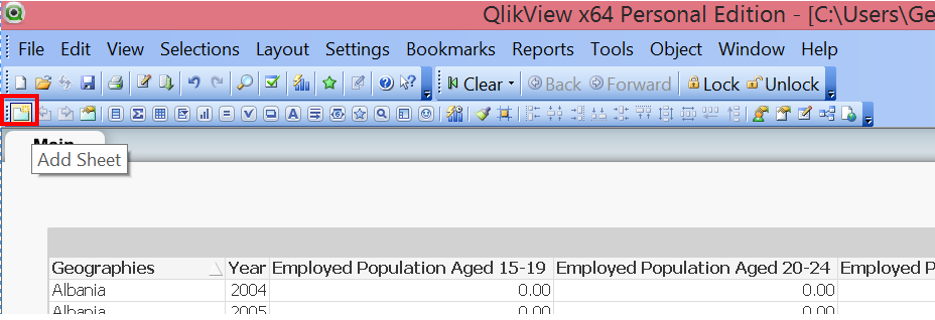 QlikView x64 Personal Edition - [C:\Users\Ge
File Edit View Selections Layout Settings Bookmarks Reports Tools Object Window Help
Clear Back Forward Lock Unlock
Main
Add Sheet
Geographies Year Employed Population Aged 15-19 Employed Population Aged 20-24 Employed P
Albania 2004 0.00 0.00
Albania 2005 0.00 0.00